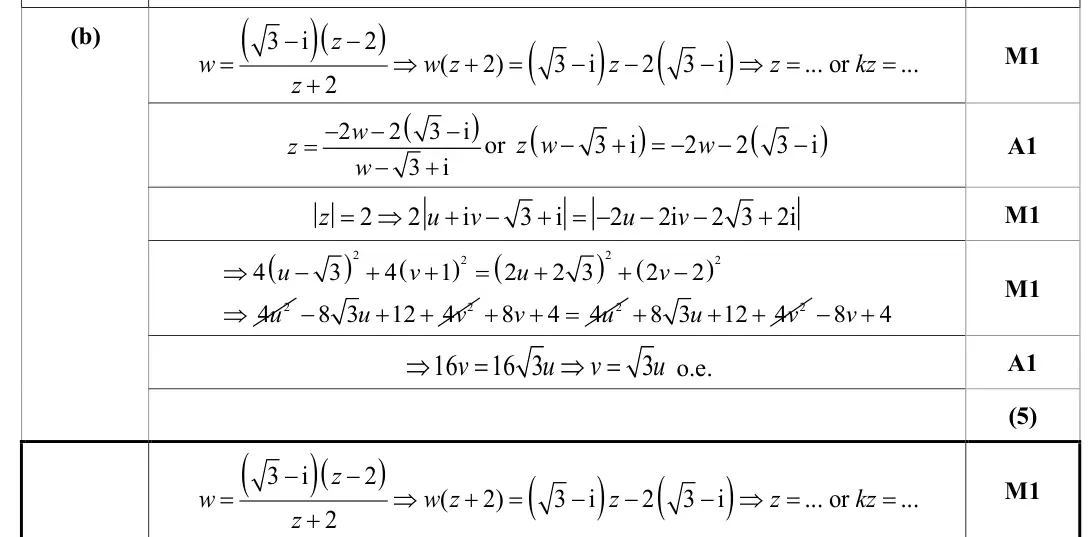 (b)
w = (√3 − i)(z − 2) / (z + 2) ⇒ w(z + 2) = (√3 − i)z − 2(√3 − i) ⇒ z = ... or kz = ...
M1
z = (−2w − 2(√3 − i)) / (w − √3 + i) or z(w − √3 + i) = −2w − 2(√3 − i)
A1
|z| = 2 ⇒ 2|u + iv − √3 + i| = |−2u − 2iv − 2√3 + 2i|
M1
⇒ 4(u − √3)² + 4(v + 1)² = (2u + 2√3)² + (2v − 2)²
⇒ 4u² − 8√3u + 12 + 4v² + 8v + 4 = 4u² + 8√3u + 12 + 4v² − 8v + 4
M1
⇒ 16v = 16√3u ⇒ v = √3u o.e.
A1
(5)
w = (√3 − i)(z − 2) / (z + 2) ⇒ w(z + 2) = (√3 − i)z − 2(√3 − i) ⇒ z = ... or kz = ...
M1